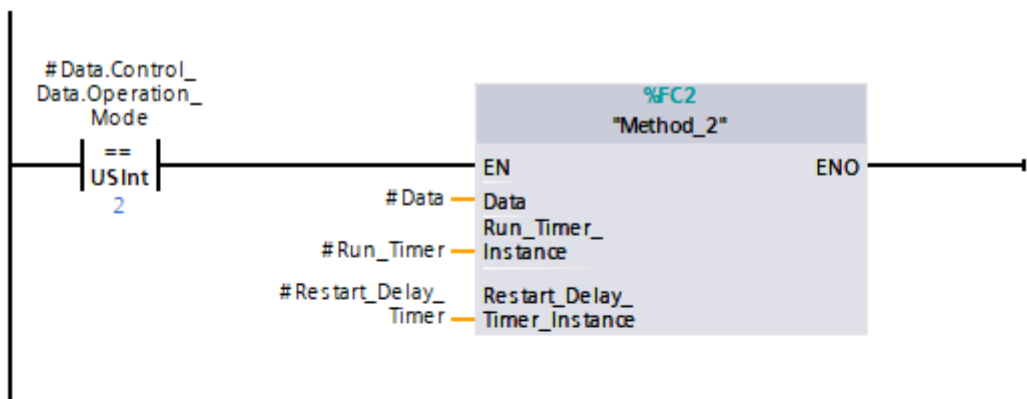 #Data.Control_
Data.Operation_
Mode
==
USInt
2
%FC2
"Method_2"
EN
ENO
#Data
Data
#Run_Timer
Run_Timer_
Instance
#Restart_Delay_
Timer
Restart_Delay_
Timer_Instance